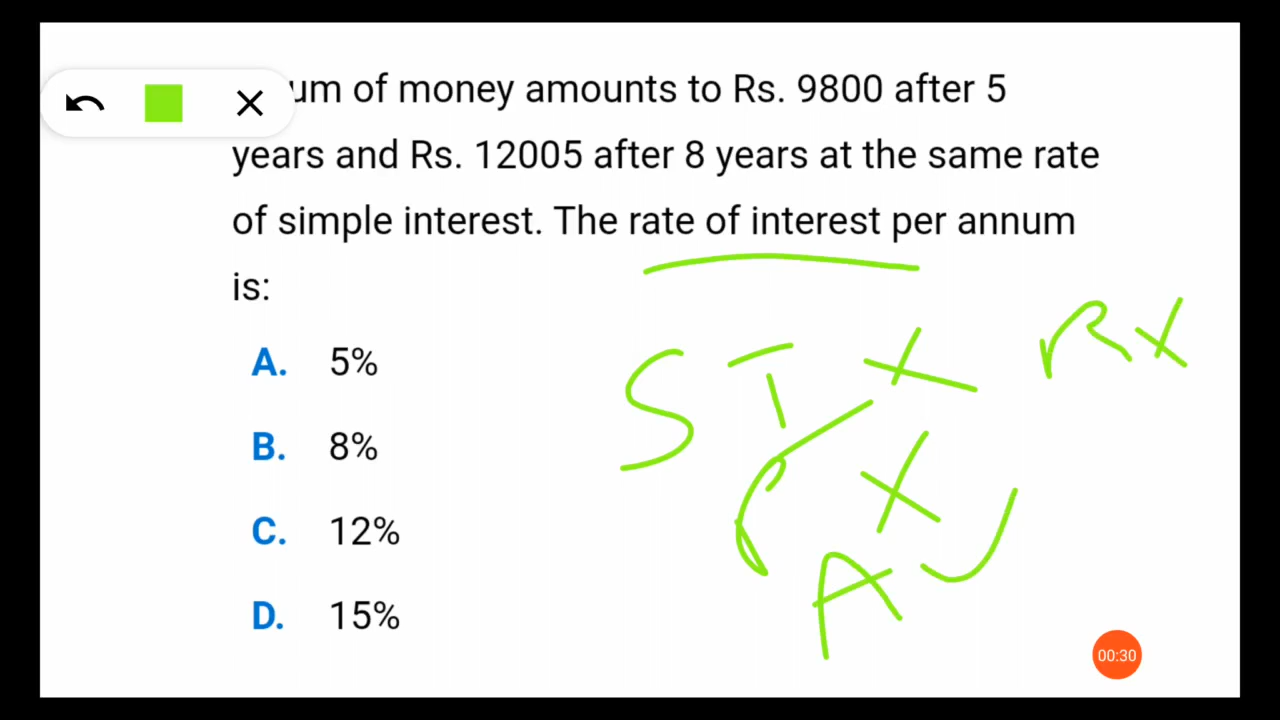 um of money amounts to Rs. 9800 after 5
years and Rs. 12005 after 8 years at the same rate
of simple interest. The rate of interest per annum
is:
A. 5%
B. 8%
C. 12%
D. 15%
S I X R X
P X
A ✓
00:30